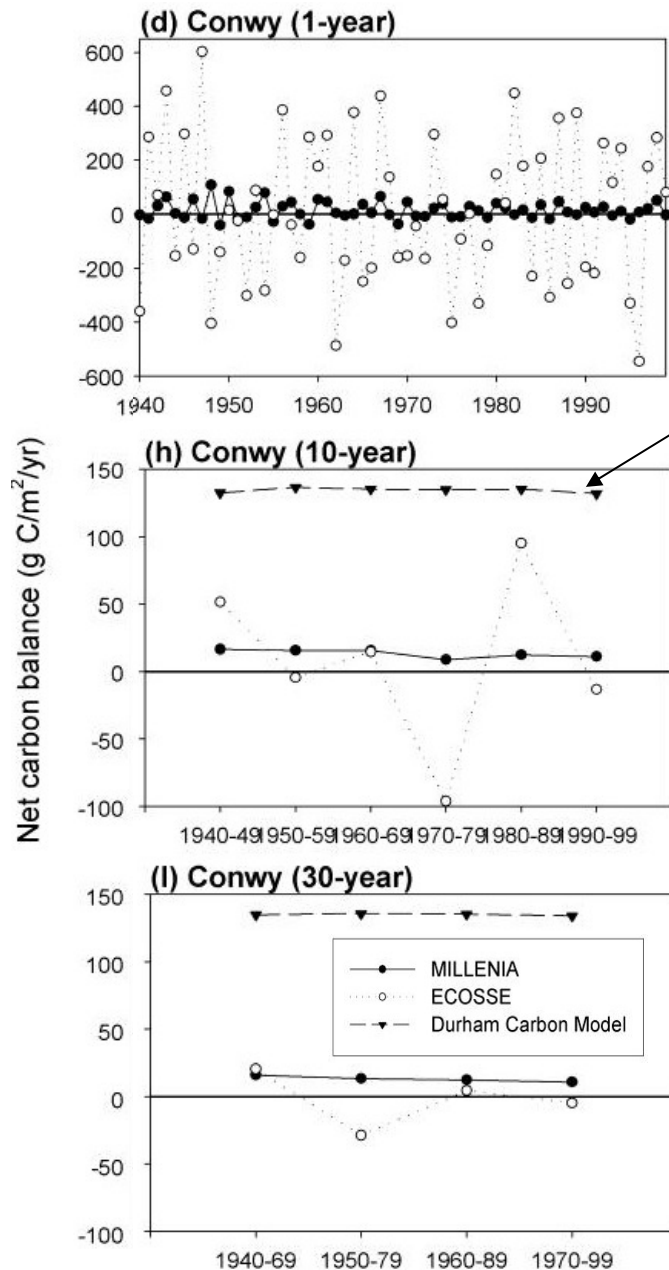 (d) Conwy (1-year)
600
400
200
0
-200
-400
-600
1940 1950 1960 1970 1980 1990
Net carbon balance (g C/m²/yr)
(h) Conwy (10-year)
150
100
50
0
-50
-100
1940-49 1950-59 1960-69 1970-79 1980-89 1990-99
(l) Conwy (30-year)
150
100
50
0
-50
-100
MILLENIA
ECOSSE
Durham Carbon Model
1940-69 1950-79 1960-89 1970-99